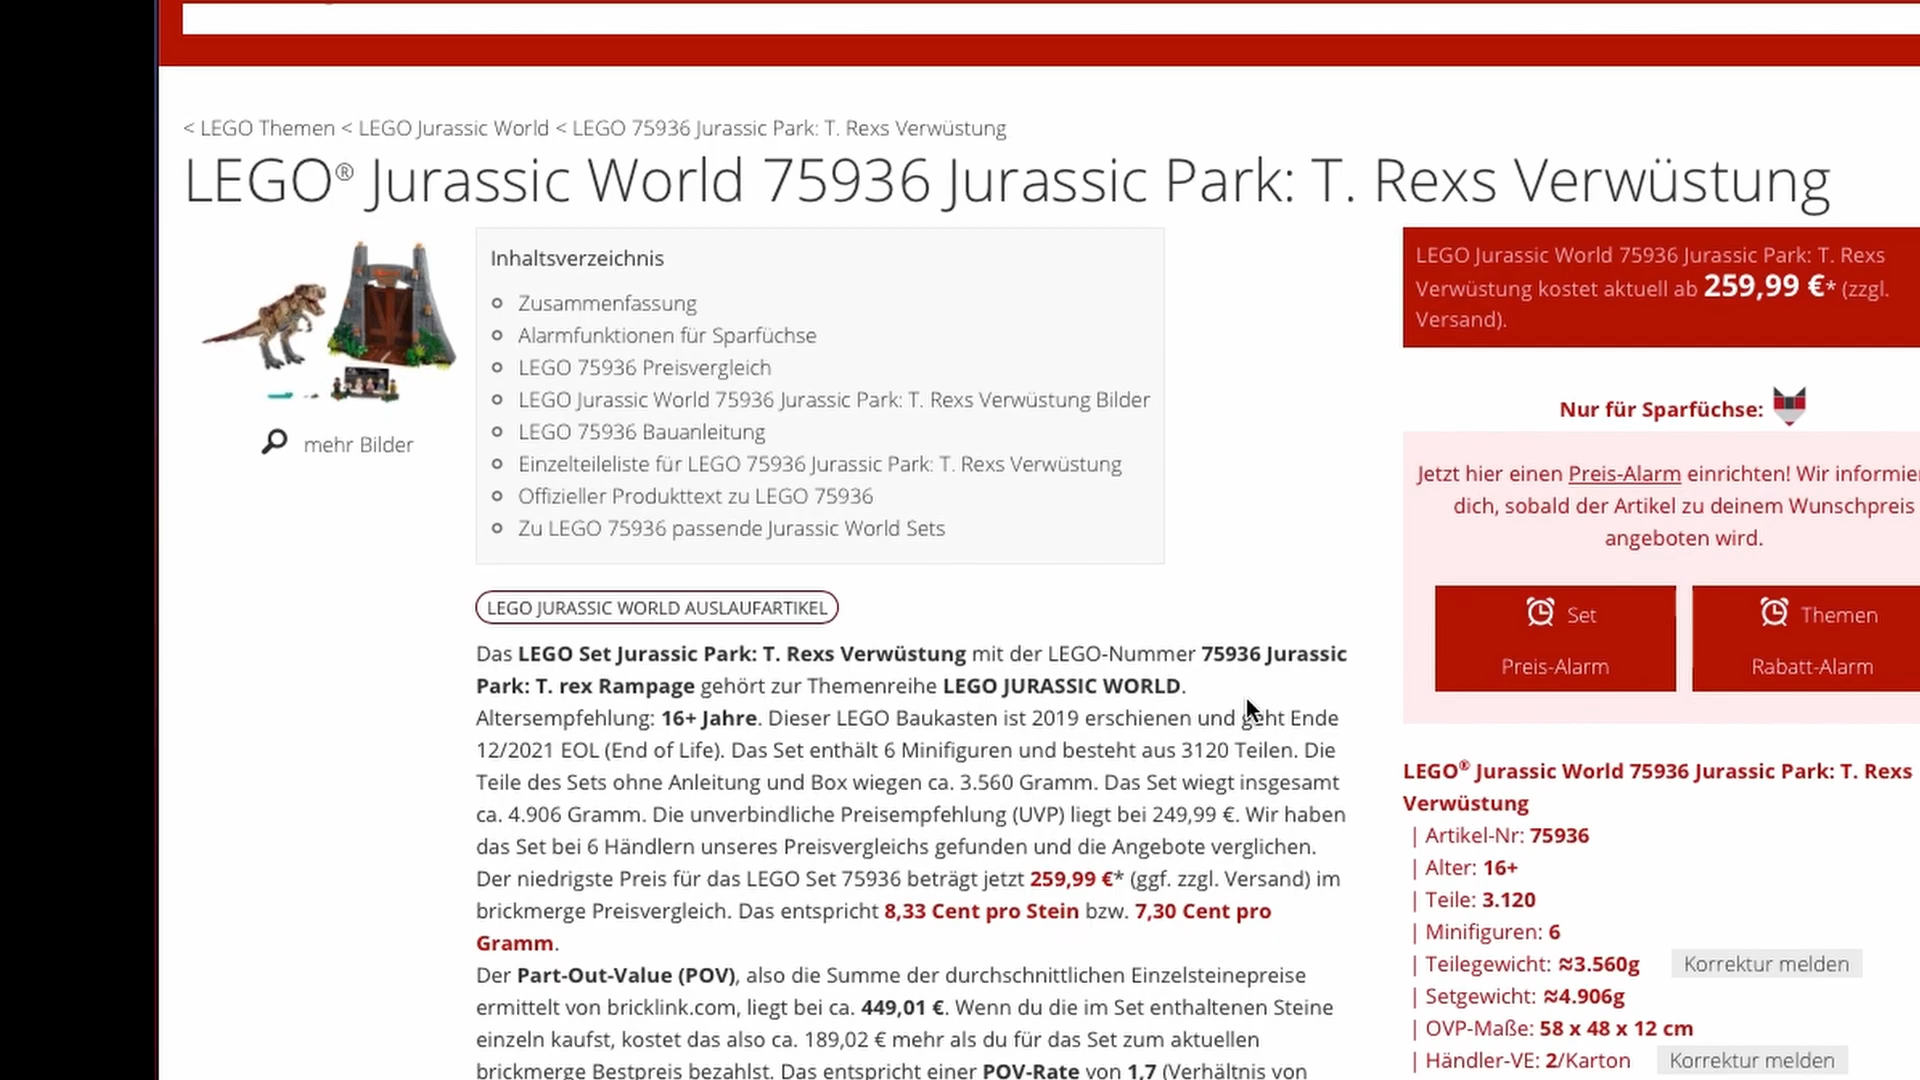 < LEGO Themen < LEGO Jurassic World < LEGO 75936 Jurassic Park: T. Rexs Verwüstung
LEGO® Jurassic World 75936 Jurassic Park: T. Rexs Verwüstung
mehr Bilder
Inhaltsverzeichnis
Zusammenfassung
Alarmfunktionen für Sparfüchse
LEGO 75936 Preisvergleich
LEGO Jurassic World 75936 Jurassic Park: T. Rexs Verwüstung Bilder
LEGO 75936 Bauanleitung
Einzelteileliste für LEGO 75936 Jurassic Park: T. Rexs Verwüstung
Offizieller Produkttext zu LEGO 75936
Zu LEGO 75936 passende Jurassic World Sets
LEGO JURASSIC WORLD AUSLAUFARTIKEL
Das LEGO Set Jurassic Park: T. Rexs Verwüstung mit der LEGO-Nummer 75936 Jurassic
Park: T. rex Rampage gehört zur Themenreihe LEGO JURASSIC WORLD.
Altersempfehlung: 16+ Jahre. Dieser LEGO Baukasten ist 2019 erschienen und geht Ende
12/2021 EOL (End of Life). Das Set enthält 6 Minifiguren und besteht aus 3120 Teilen. Die
Teile des Sets ohne Anleitung und Box wiegen ca. 3.560 Gramm. Das Set wiegt insgesamt
ca. 4.906 Gramm. Die unverbindliche Preisempfehlung (UVP) liegt bei 249,99 €. Wir haben
das Set bei 6 Händlern unseres Preisvergleichs gefunden und die Angebote verglichen.
Der niedrigste Preis für das LEGO Set 75936 beträgt jetzt 259,99 €* (ggf. zzgl. Versand) im
brickmerge Preisvergleich. Das entspricht 8,33 Cent pro Stein bzw. 7,30 Cent pro
Gramm.
Der Part-Out-Value (POV), also die Summe der durchschnittlichen Einzelsteinepreise
ermittelt von bricklink.com, liegt bei ca. 449,01 €. Wenn du die im Set enthaltenen Steine
einzeln kaufst, kostet das also ca. 189,02 € mehr als du für das Set zum aktuellen
brickmerge Bestpreis bezahlst. Das entspricht einer POV-Rate von 1,7 (Verhältnis von
LEGO Jurassic World 75936 Jurassic Park: T. Rexs
Verwüstung kostet aktuell ab 259,99 €* (zzgl.
Versand).
Nur für Sparfüchse:
Jetzt hier einen Preis-Alarm einrichten! Wir informie
dich, sobald der Artikel zu deinem Wunschpreis
angeboten wird.
Set
Preis-Alarm
Themen
Rabatt-Alarm
LEGO® Jurassic World 75936 Jurassic Park: T. Rexs
Verwüstung
| Artikel-Nr: 75936
| Alter: 16+
| Teile: 3.120
| Minifiguren: 6
| Teilegewicht: ≈3.560g Korrektur melden
| Setgewicht: ≈4.906g
| OVP-Maße: 58 x 48 x 12 cm
| Händler-VE: 2/Karton Korrektur melden